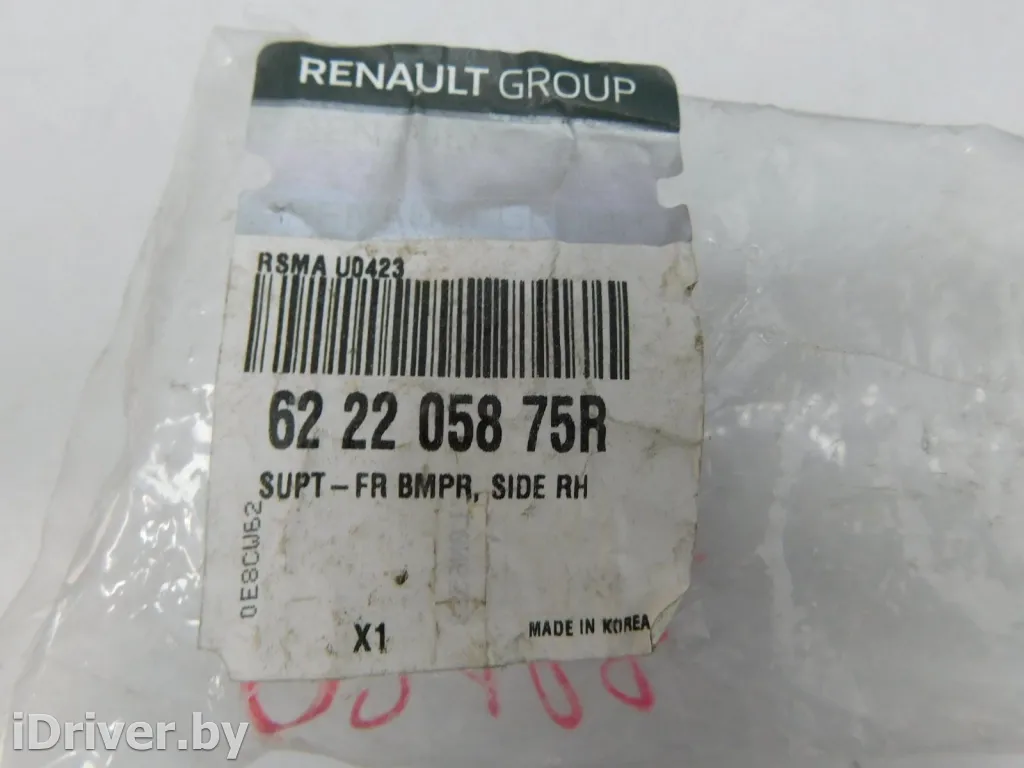 RENAULT GROUP
RSMA U0423
62 22 058 75R
SUPT-FR BMPR, SIDE RH
0E8CW62
X1
MADE IN KOREA
iDriver.by